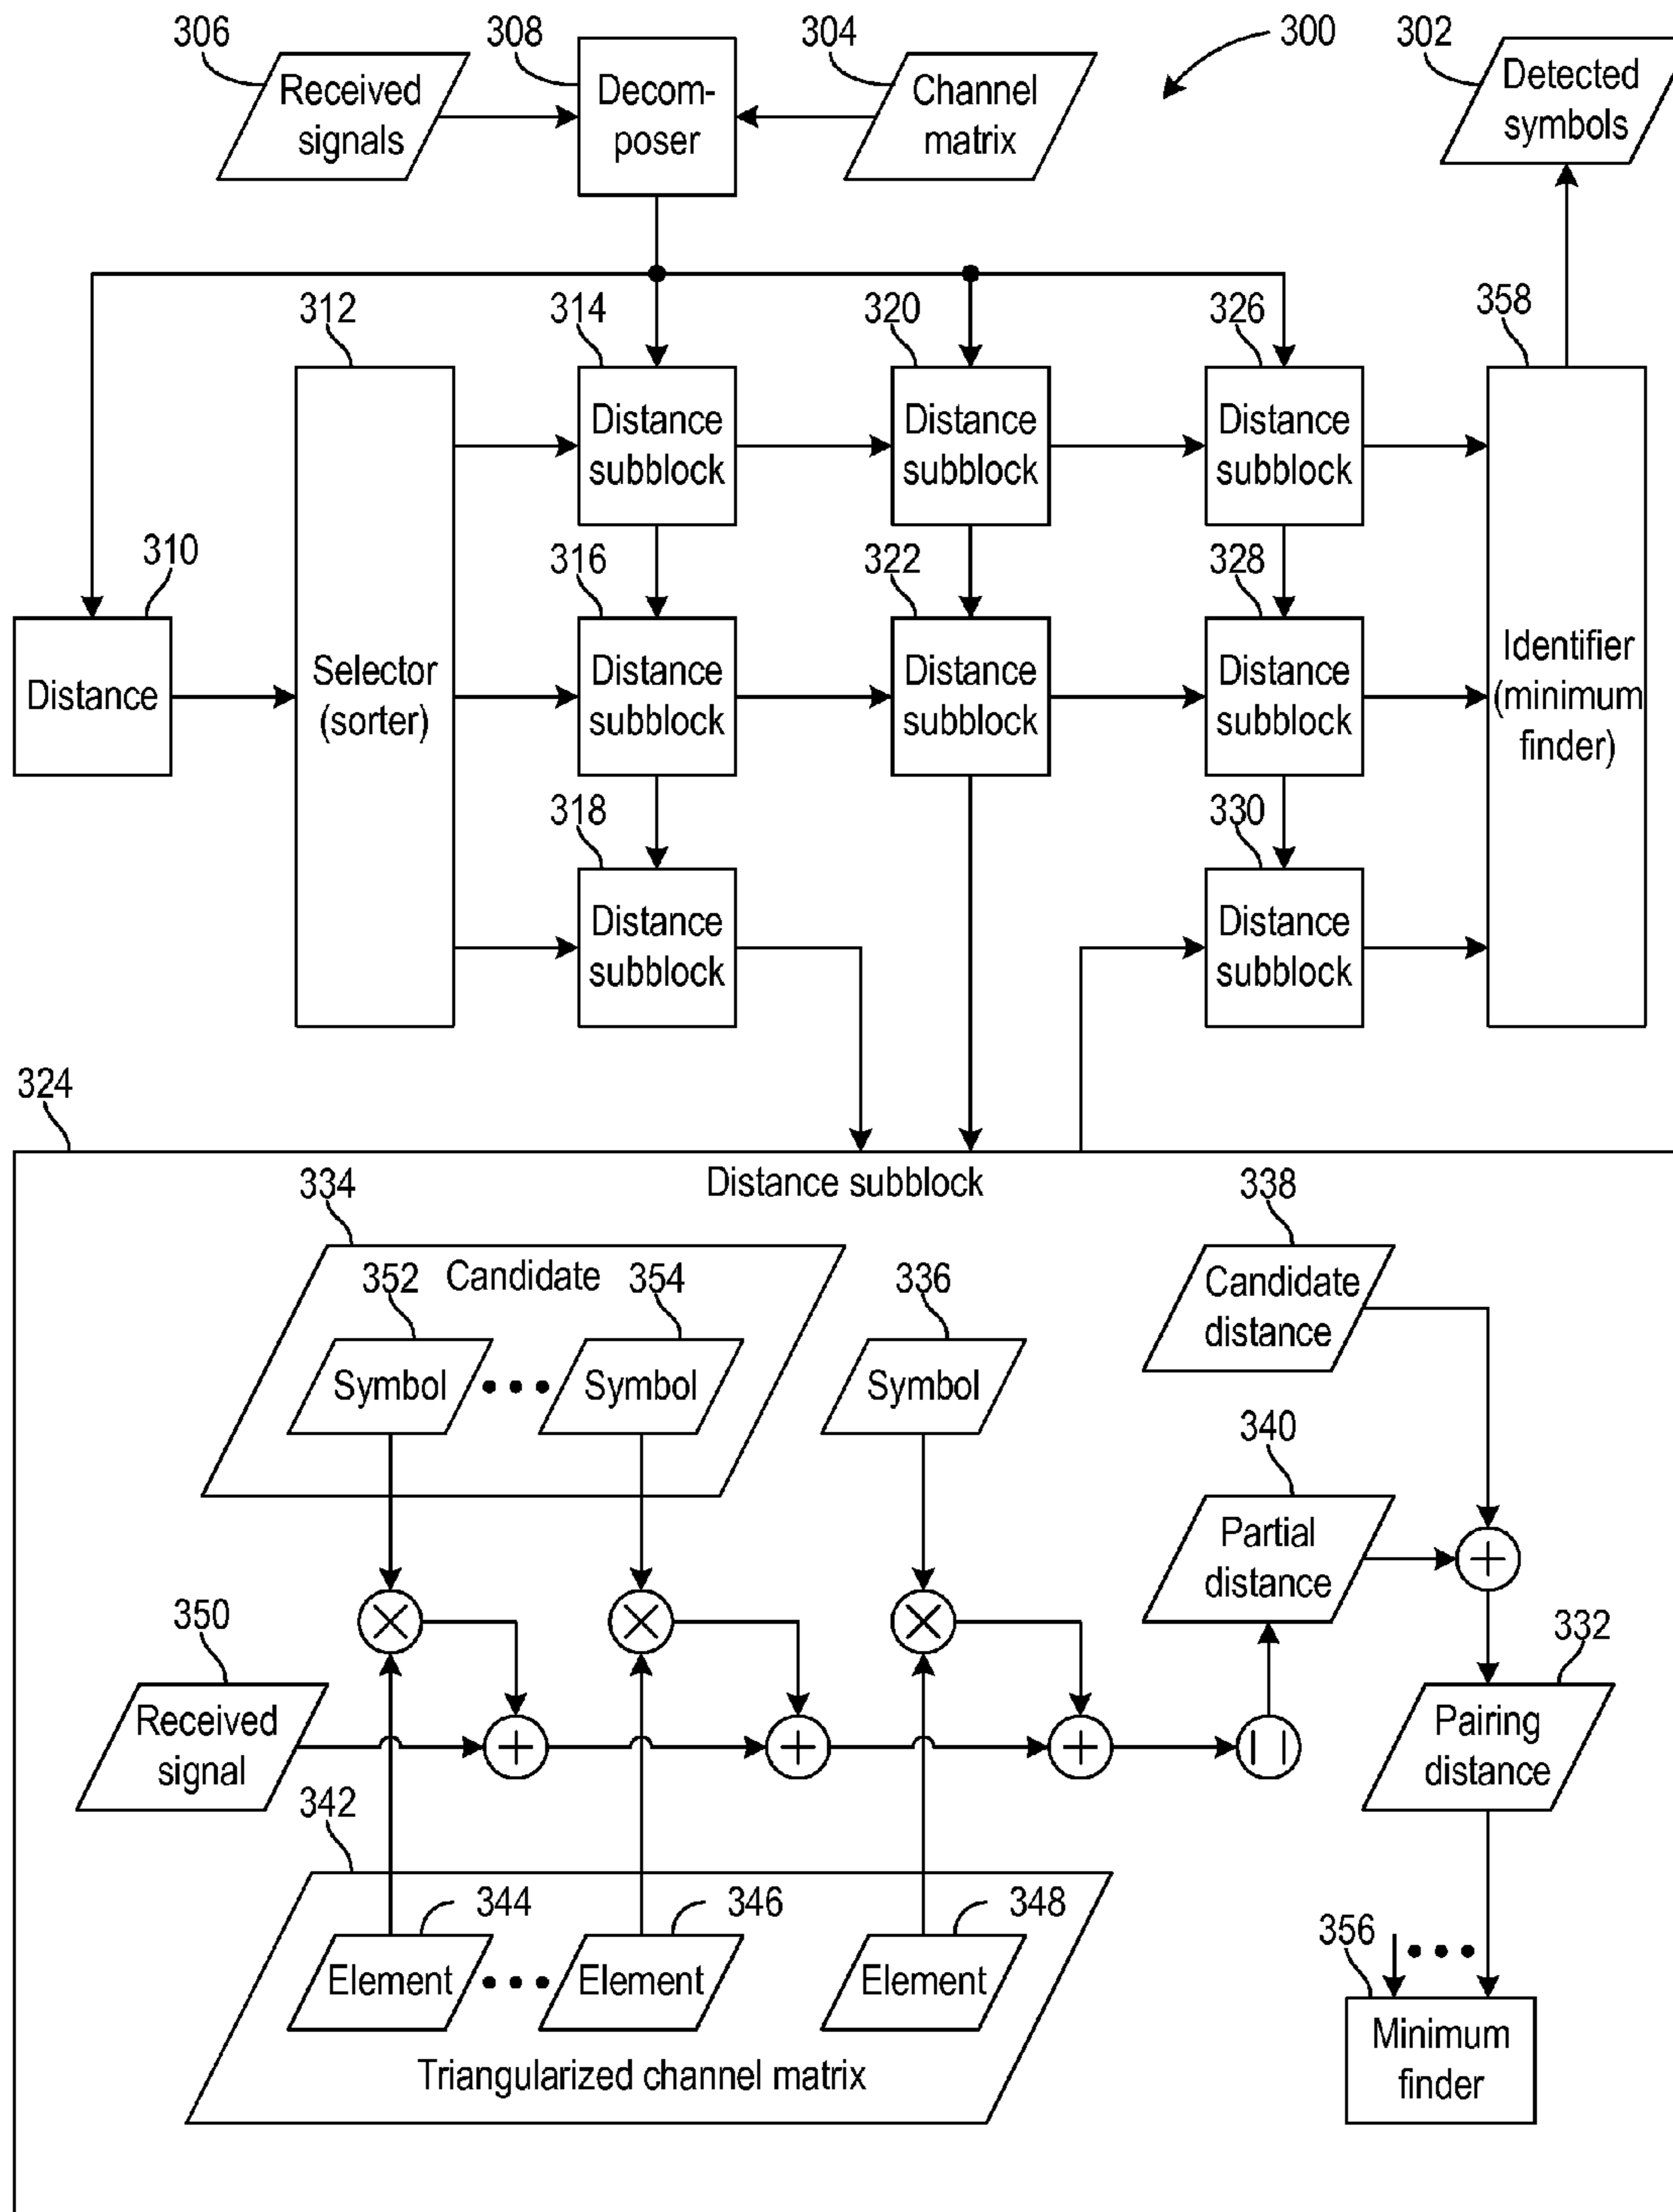 306
308
304
300
302
Received
signals
Decom-
poser
Channel
matrix
Detected
symbols
312
314
320
326
358
Distance
subblock
Distance
subblock
Distance
subblock
310
316
322
328
Distance
Selector
(sorter)
Distance
subblock
Distance
subblock
Distance
subblock
Identifier
(minimum
finder)
318
330
Distance
subblock
Distance
subblock
324
Distance subblock
334
338
352
Candidate
354
336
Candidate
distance
Symbol
Symbol
Symbol
340
Partial
distance
350
332
Received
signal
Pairing
distance
342
344
346
348
356
Element
Element
Element
Minimum
finder
Triangularized channel matrix